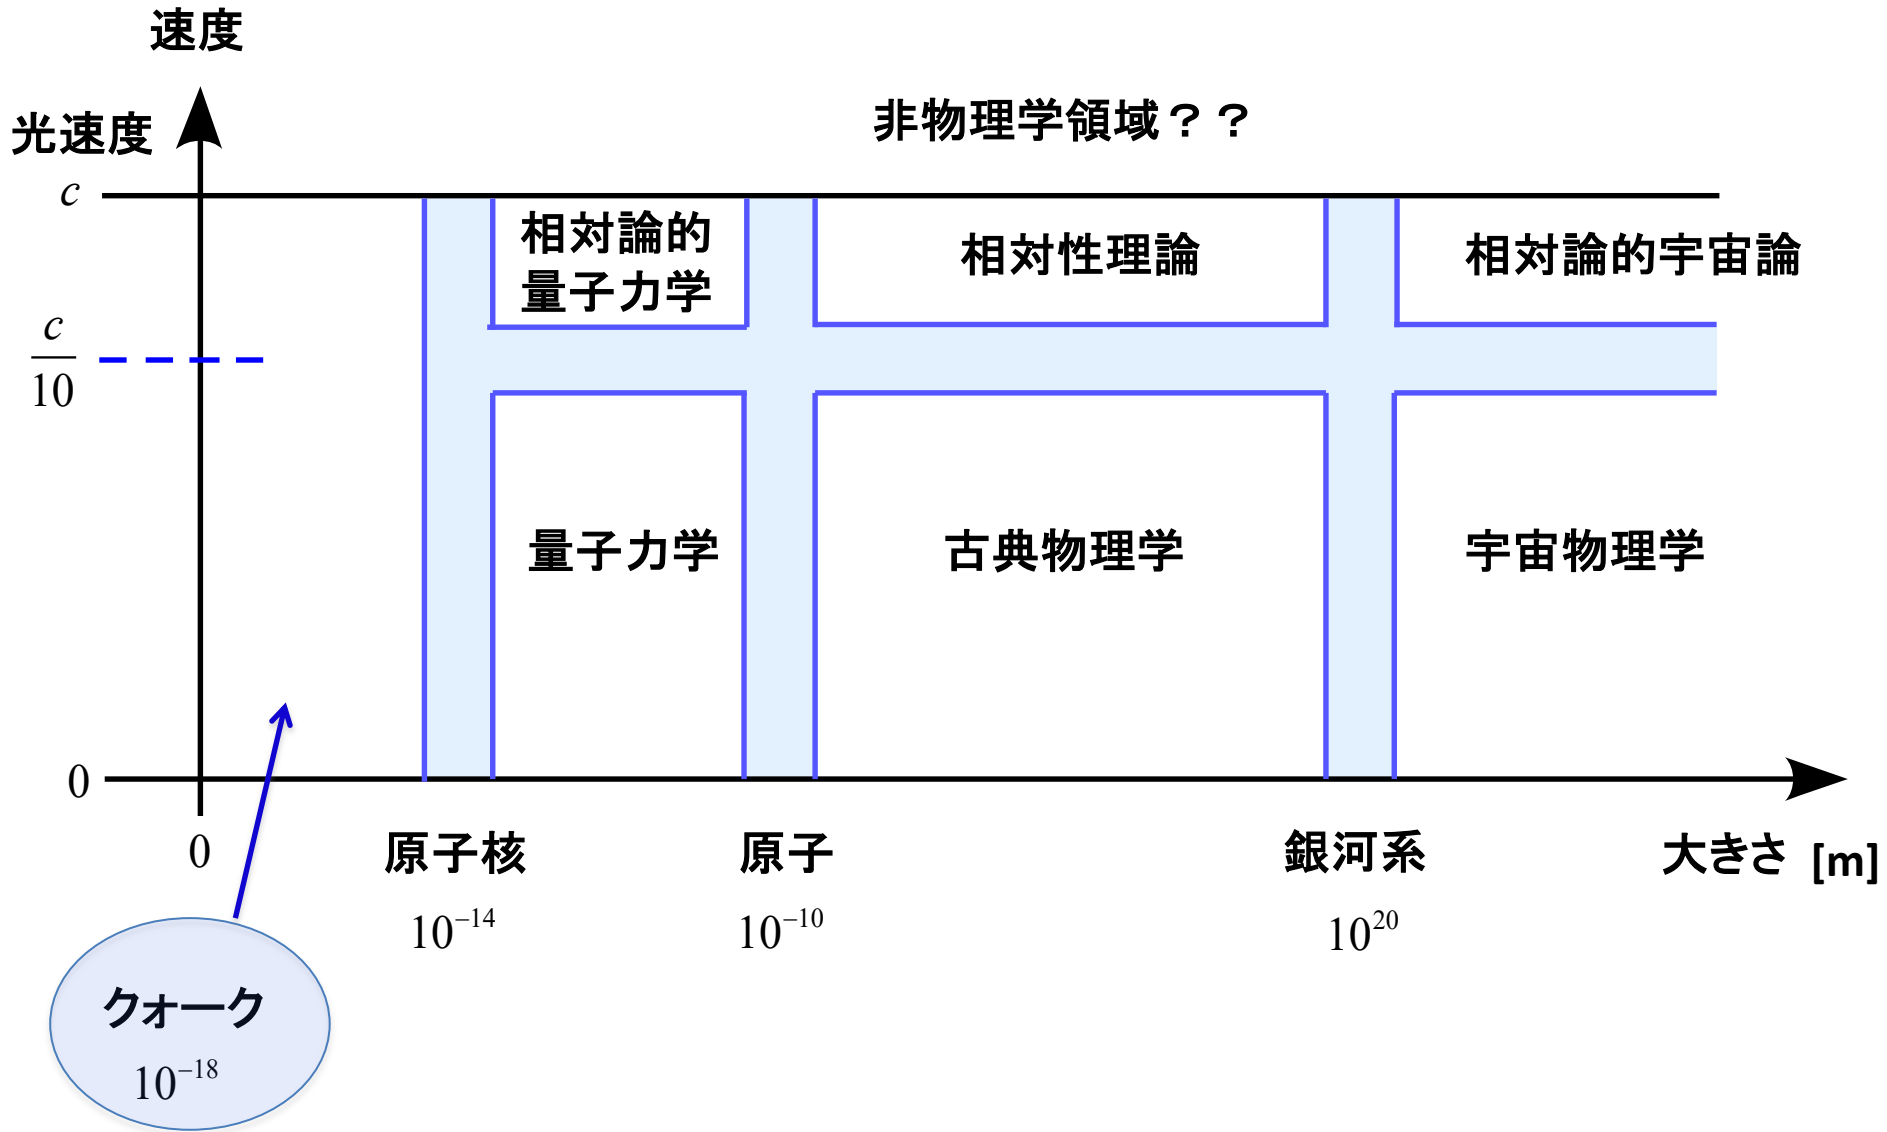 速度
光速度
非物理学領域？？
c
相対論的
量子力学
相対性理論
相対論的宇宙論
c
10
量子力学
古典物理学
宇宙物理学
0
0
原子核
原子
銀河系
大きさ [m]
10⁻¹⁴
10⁻¹⁰
10²⁰
クォーク
10⁻¹⁸